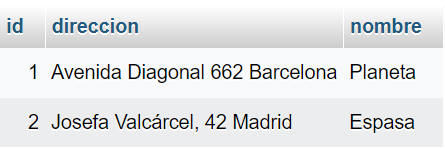 id direccion nombre
1 Avenida Diagonal 662 Barcelona Planeta
2 Josefa Valcárcel, 42 Madrid Espasa